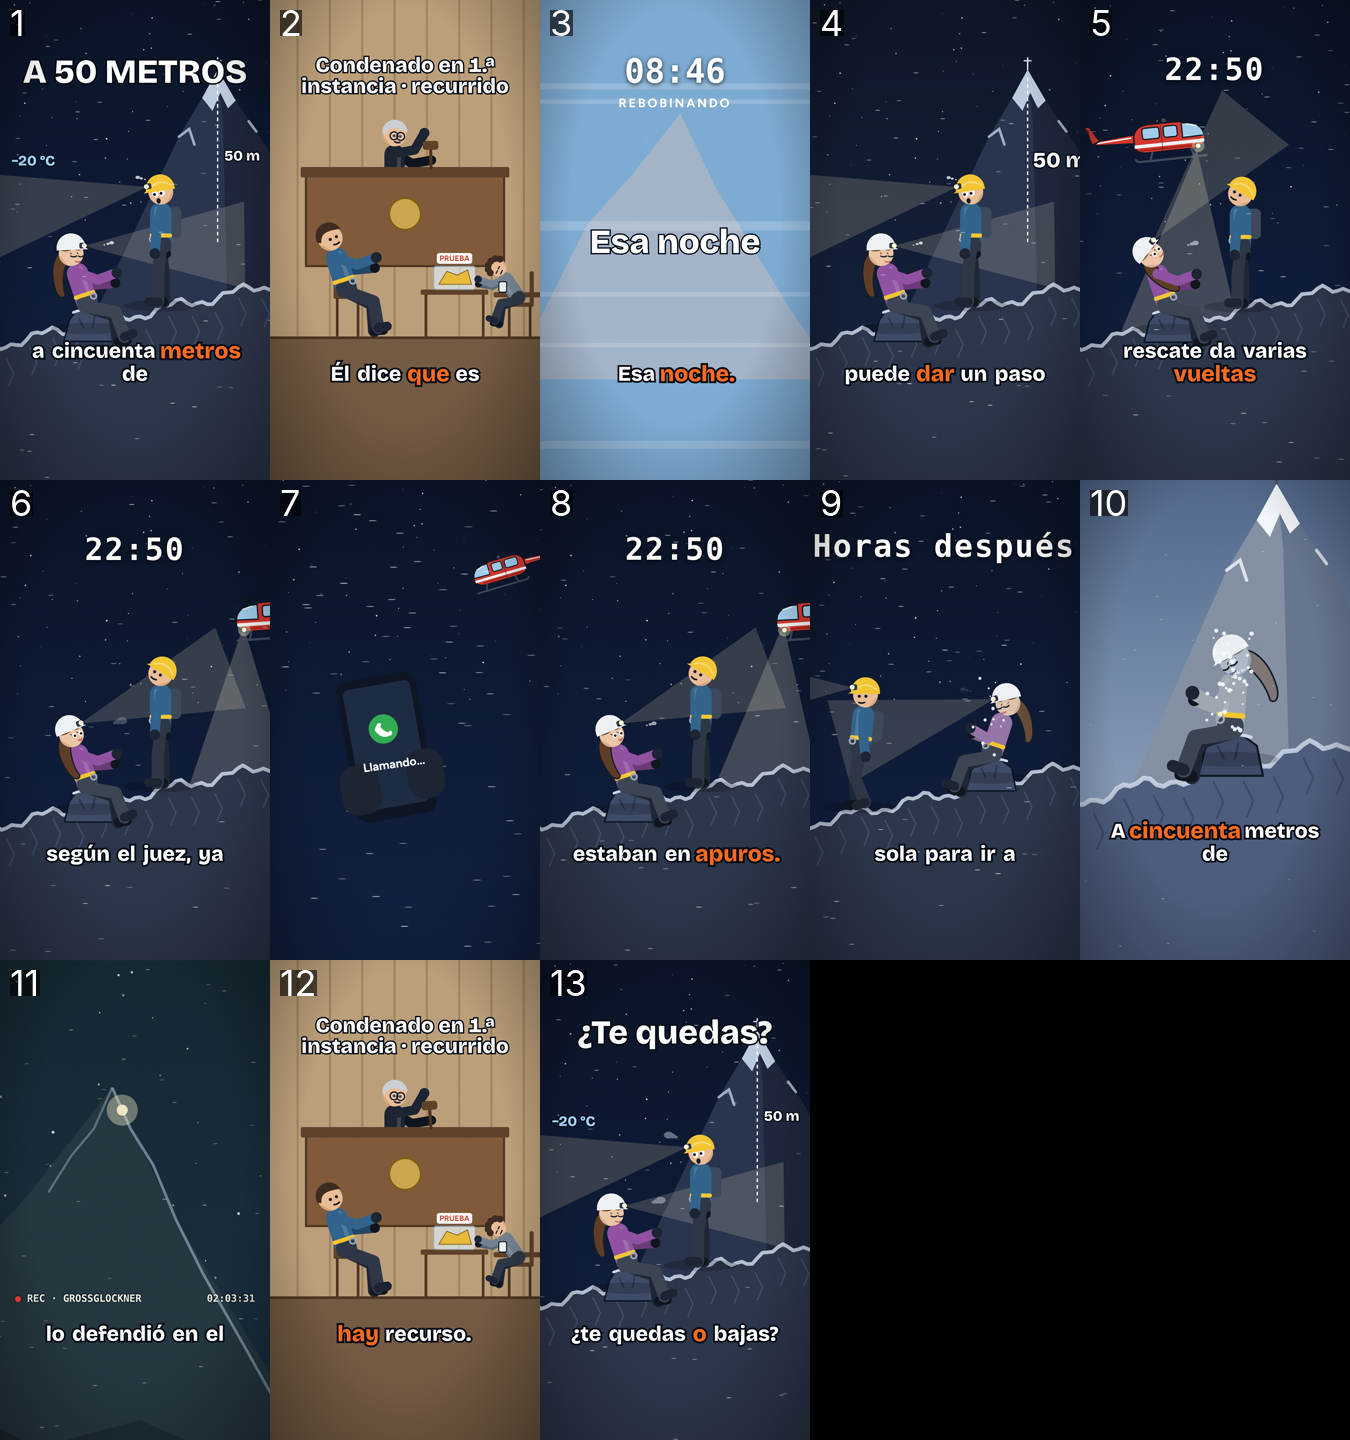 1
A 50 METROS
-20 °C
50 m
a cincuenta metros
de
2
Condenado en 1.ª
instancia · recurrido
PRUEBA
Él dice que es
3
08:46
REBOBINANDO
Esa noche
Esa noche.
4
50 m
puede dar un paso
5
22:50
rescate da varias
vueltas
6
22:50
según el juez, ya
7
Llamando...
8
22:50
estaban en apuros.
9
Horas después
sola para ir a
10
A cincuenta metros
de
11
REC · GROSSGLOCKNER
02:03:31
lo defendió en el
12
Condenado en 1.ª
instancia · recurrido
PRUEBA
hay recurso.
13
¿Te quedas?
-20 °C
50 m
¿te quedas o bajas?